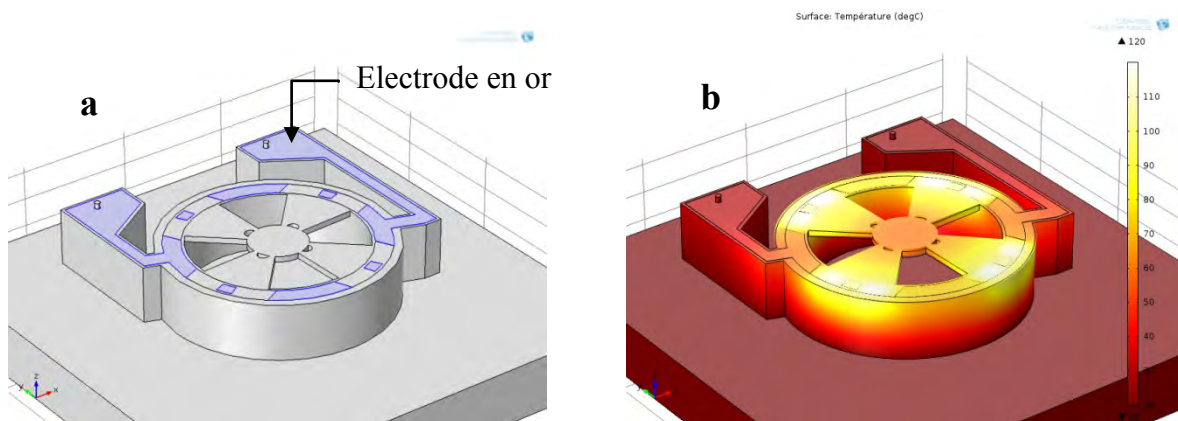 Electrode en or
a
z
y
x
Surface: Température (degC)
b
▲ 120
110
100
90
80
70
60
50
40
z
y
x